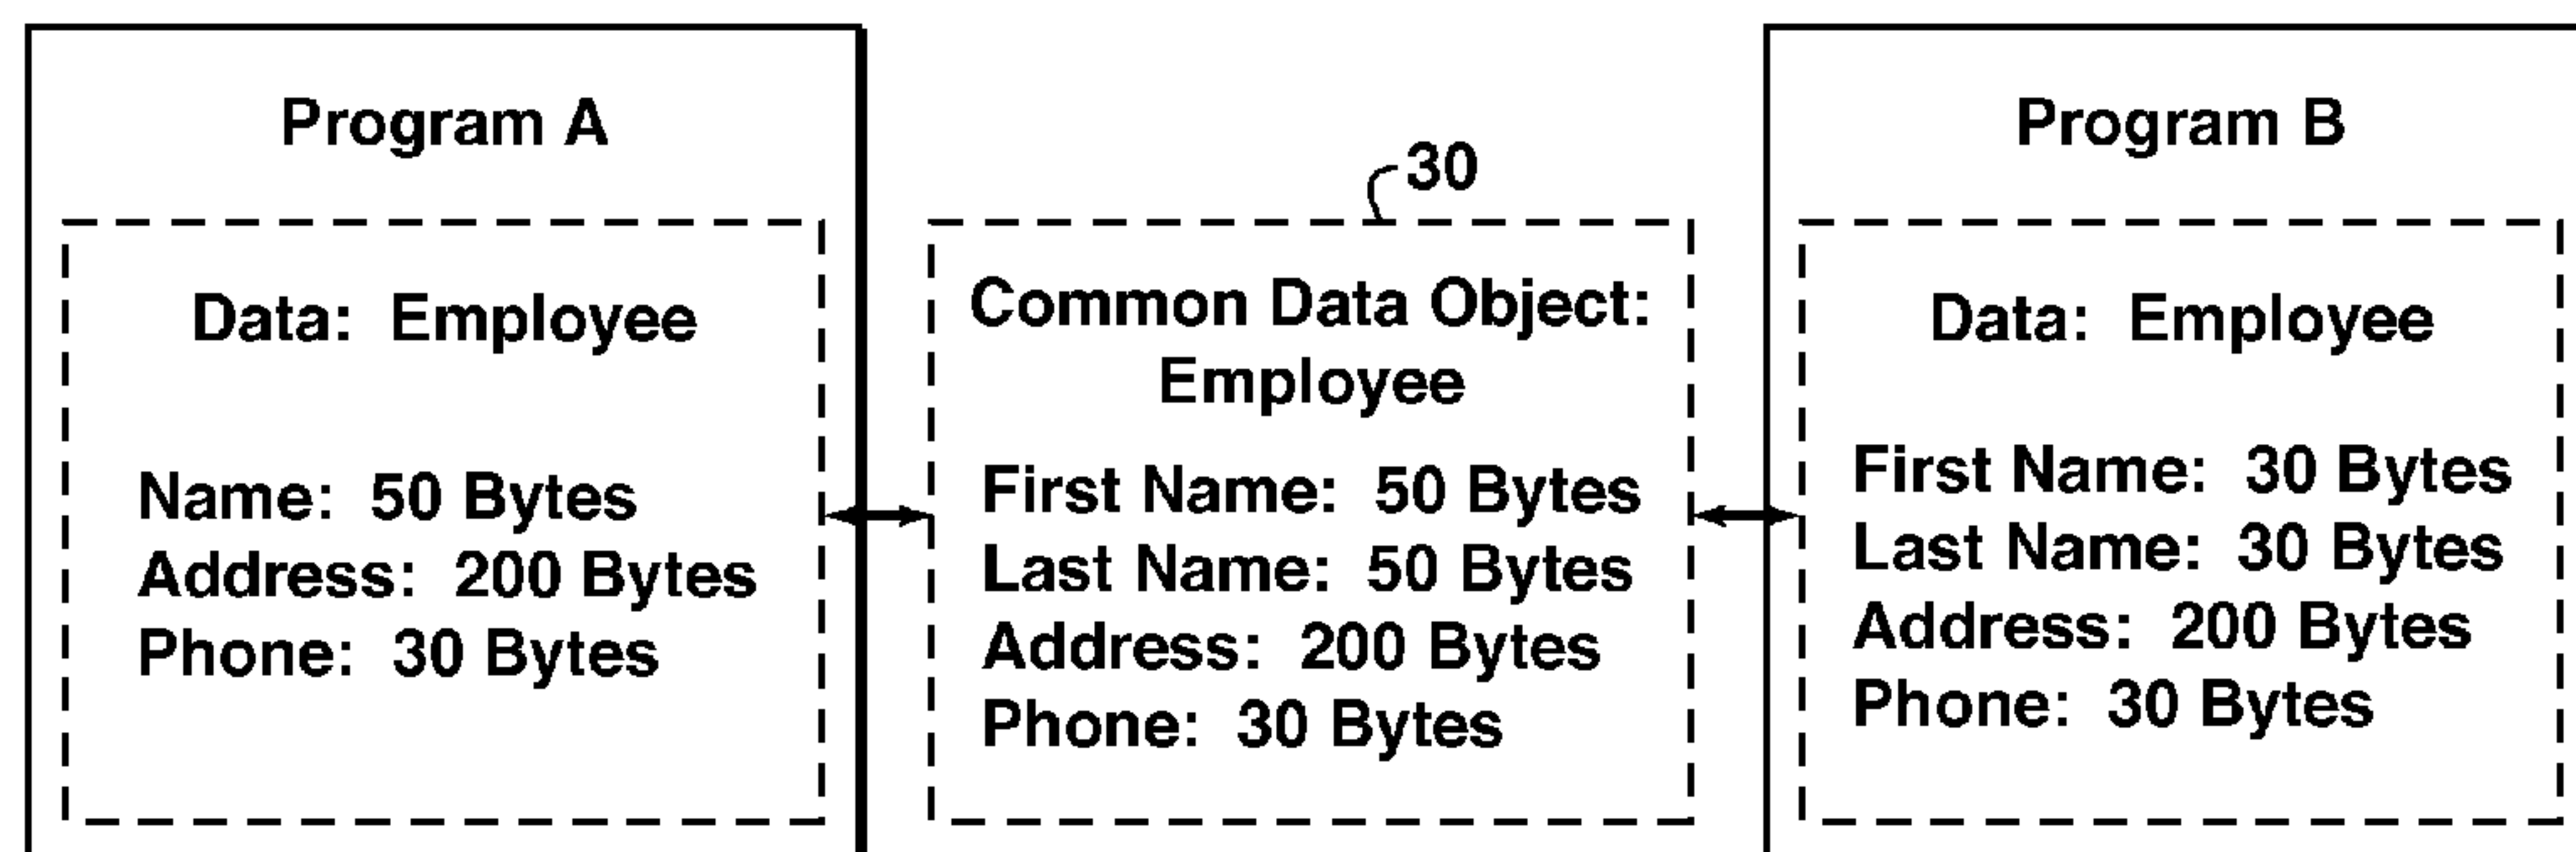 Program A
Data: Employee
Name: 50 Bytes
Address: 200 Bytes
Phone: 30 Bytes
30
Common Data Object:
Employee
First Name: 50 Bytes
Last Name: 50 Bytes
Address: 200 Bytes
Phone: 30 Bytes
Program B
Data: Employee
First Name: 30 Bytes
Last Name: 30 Bytes
Address: 200 Bytes
Phone: 30 Bytes